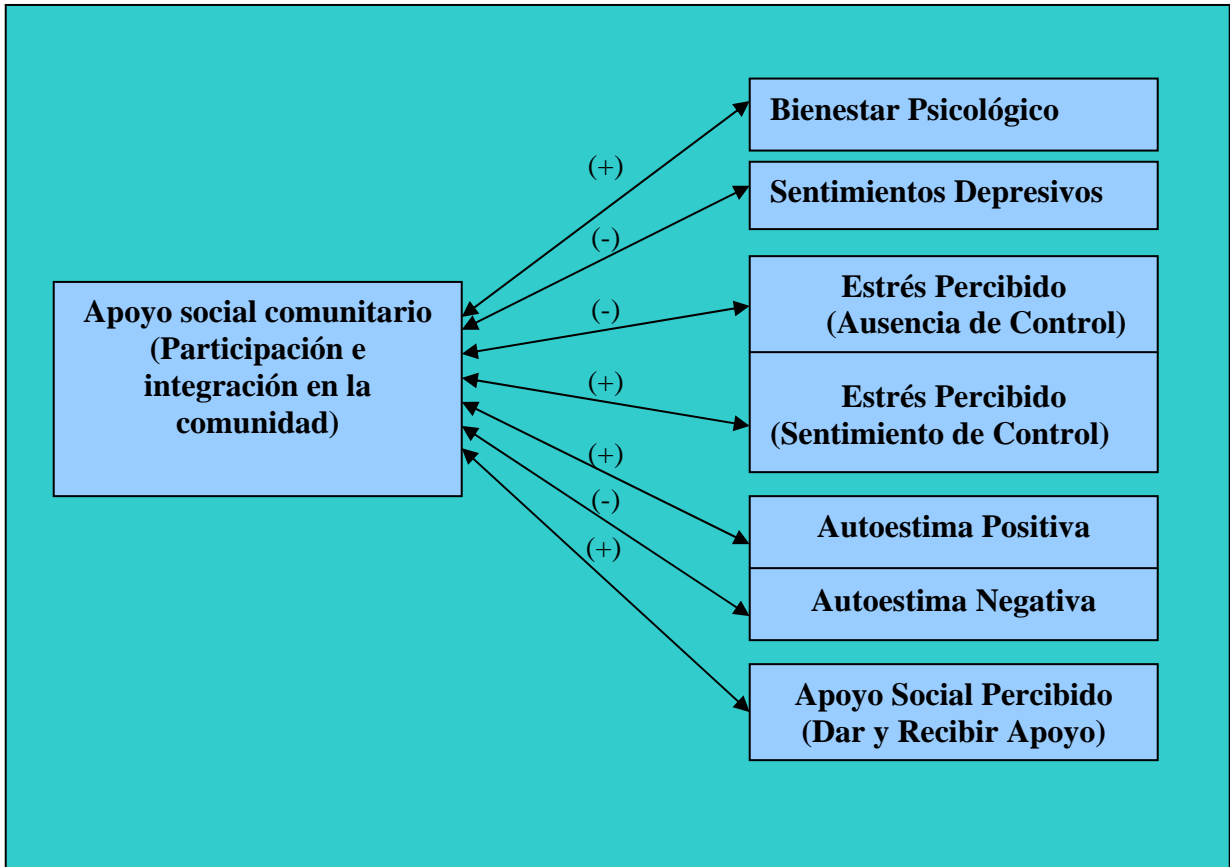 Bienestar Psicológico
(+)
Sentimientos Depresivos
(-)
Apoyo social comunitario
(Participación e
integración en la
comunidad)
Estrés Percibido
(Ausencia de Control)
(-)
(+)
Estrés Percibido
(Sentimiento de Control)
(+)
(-)
(+)
Autoestima Positiva
Autoestima Negativa
Apoyo Social Percibido
(Dar y Recibir Apoyo)